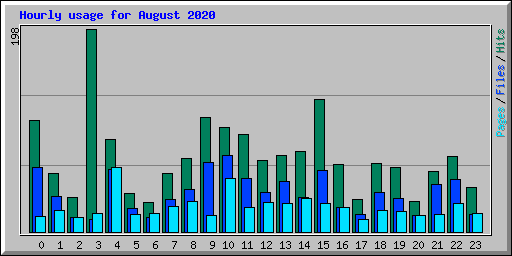 Hourly usage for August 2020
198
Pages / Files / Hits
0 1 2 3 4 5 6 7 8 9 10 11 12 13 14 15 16 17 18 19 20 21 22 23